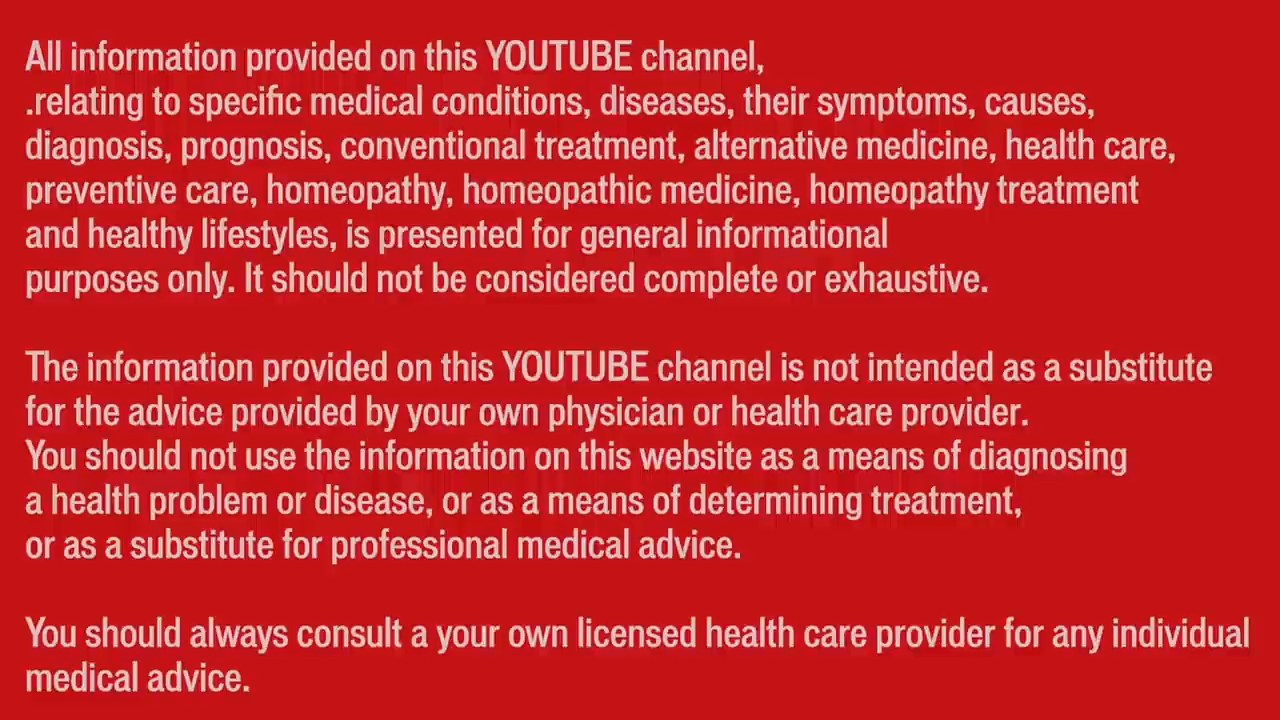 All information provided on this YOUTUBE channel,
.relating to specific medical conditions, diseases, their symptoms, causes,
diagnosis, prognosis, conventional treatment, alternative medicine, health care,
preventive care, homeopathy, homeopathic medicine, homeopathy treatment
and healthy lifestyles, is presented for general informational
purposes only. It should not be considered complete or exhaustive.
The information provided on this YOUTUBE channel is not intended as a substitute
for the advice provided by your own physician or health care provider.
You should not use the information on this website as a means of diagnosing
a health problem or disease, or as a means of determining treatment,
or as a substitute for professional medical advice.
You should always consult a your own licensed health care provider for any individual
medical advice.